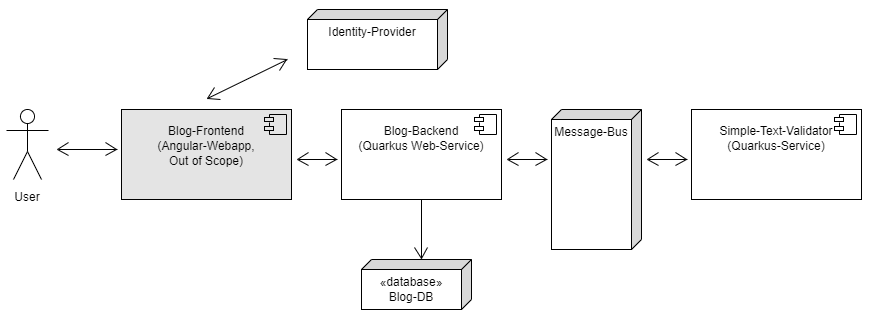 Identity-Provider
User
Blog-Frontend
(Angular-Webapp,
Out of Scope)
Blog-Backend
(Quarkus Web-Service)
Message-Bus
Simple-Text-Validator
(Quarkus-Service)
«database»
Blog-DB